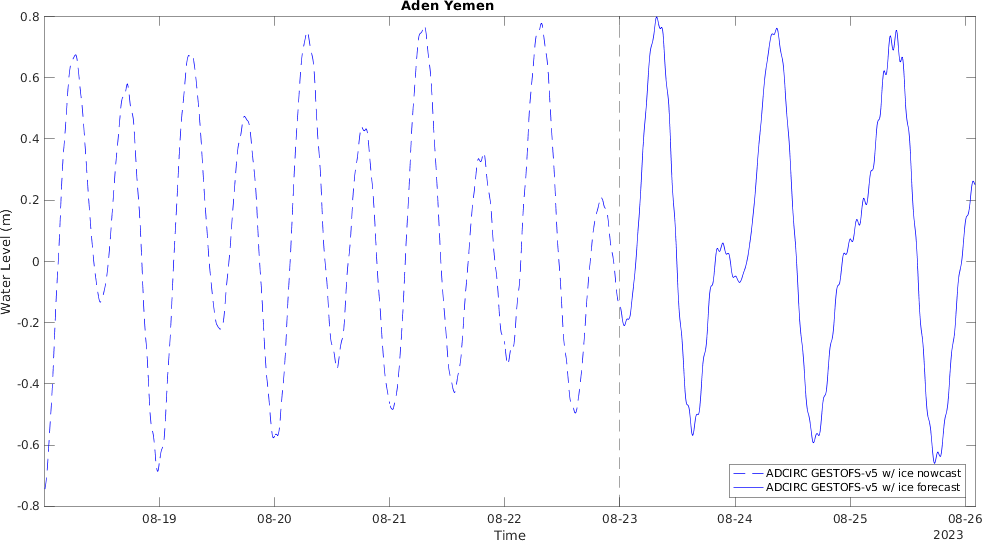 Aden Yemen
Water Level (m)
0.8
0.6
0.4
0.2
0
-0.2
-0.4
-0.6
-0.8
ADCIRC GESTOFS-v5 w/ ice nowcast
ADCIRC GESTOFS-v5 w/ ice forecast
08-19 08-20 08-21 08-22 08-23 08-24 08-25 08-26
Time
2023